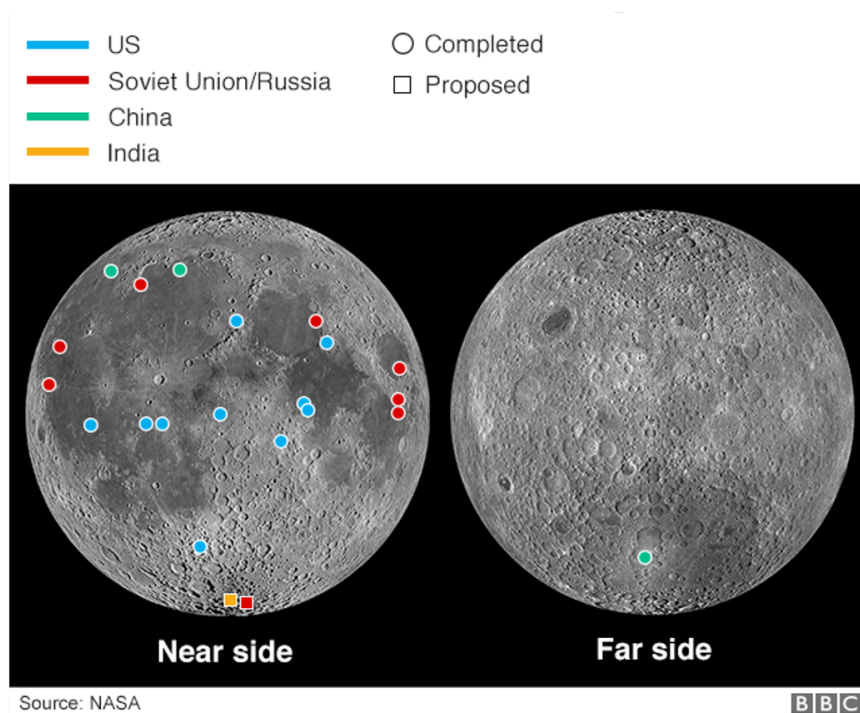 US
Soviet Union/Russia
China
India
Completed
Proposed
Near side
Far side
Source: NASA
BBC